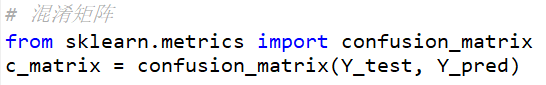 # 混淆矩阵
from sklearn.metrics import confusion_matrix
c_matrix = confusion_matrix(Y_test, Y_pred)